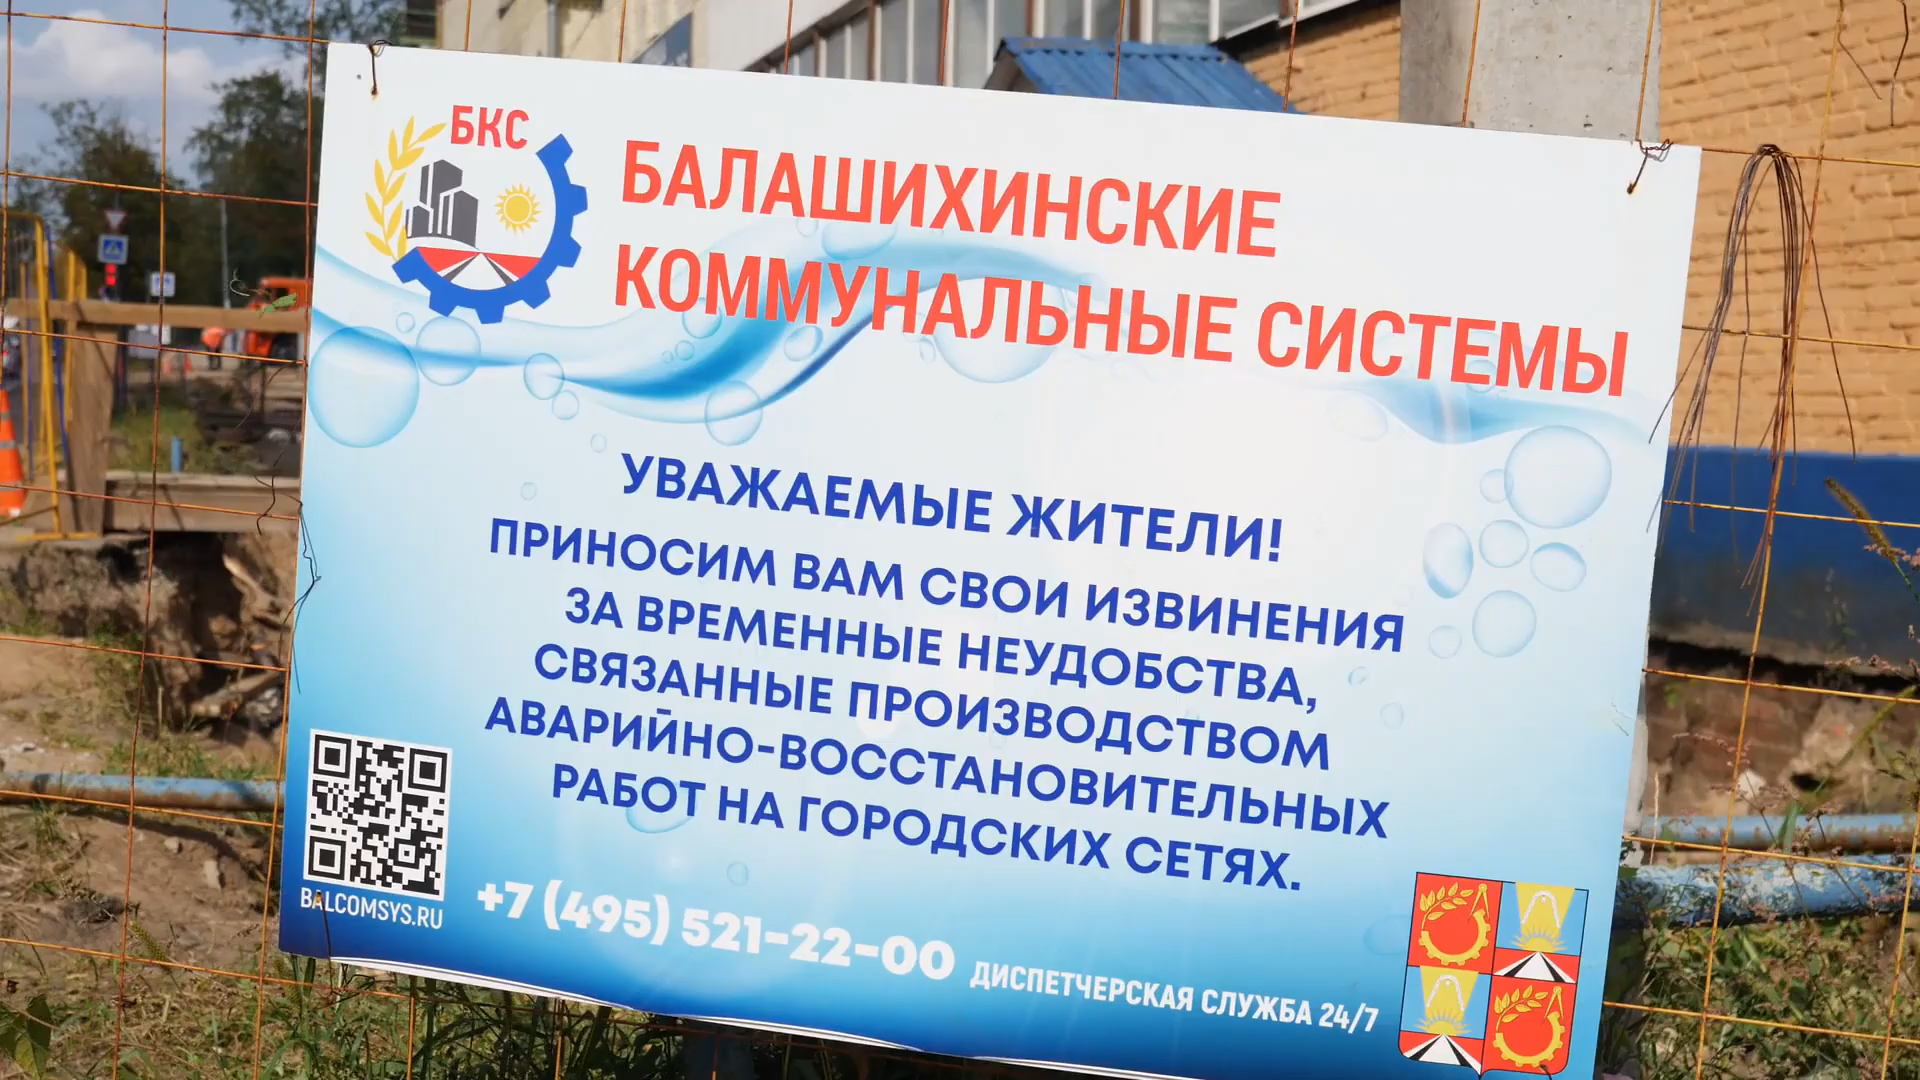 БКС
БАЛАШИХИНСКИЕ
КОММУНАЛЬНЫЕ СИСТЕМЫ
УВАЖАЕМЫЕ ЖИТЕЛИ!
ПРИНОСИМ ВАМ СВОИ ИЗВИНЕНИЯ
ЗА ВРЕМЕННЫЕ НЕУДОБСТВА,
СВЯЗАННЫЕ ПРОИЗВОДСТВОМ
АВАРИЙНО-ВОССТАНОВИТЕЛЬНЫХ
РАБОТ НА ГОРОДСКИХ СЕТЯХ.
BALCOMSYS.RU
+7 (495) 521-22-00
ДИСПЕТЧЕРСКАЯ СЛУЖБА 24/7